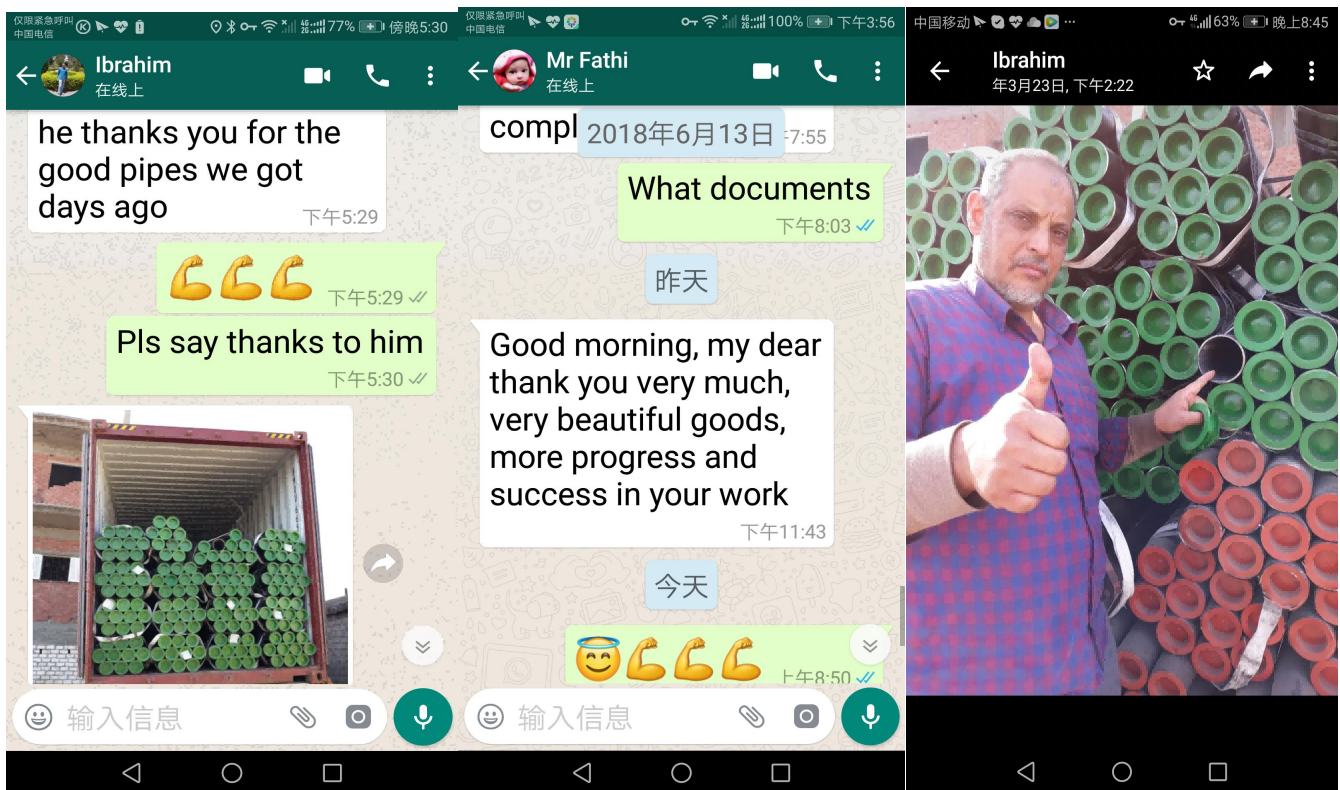 仅限紧急呼叫
中国电信
77%
傍晚5:30
Ibrahim
在线上
he thanks you for the
good pipes we got
days ago
下午5:29
下午5:29
Pls say thanks to him
下午5:30
输入信息
仅限紧急呼叫
中国电信
100%
下午3:56
Mr Fathi
在线上
compl
2018年6月13日
7:55
What documents
下午8:03
昨天
Good morning, my dear
thank you very much,
very beautiful goods,
more progress and
success in your work
下午11:43
今天
上午8:50
输入信息
中国移动
63%
晚上8:45
Ibrahim
年3月23日, 下午2:22